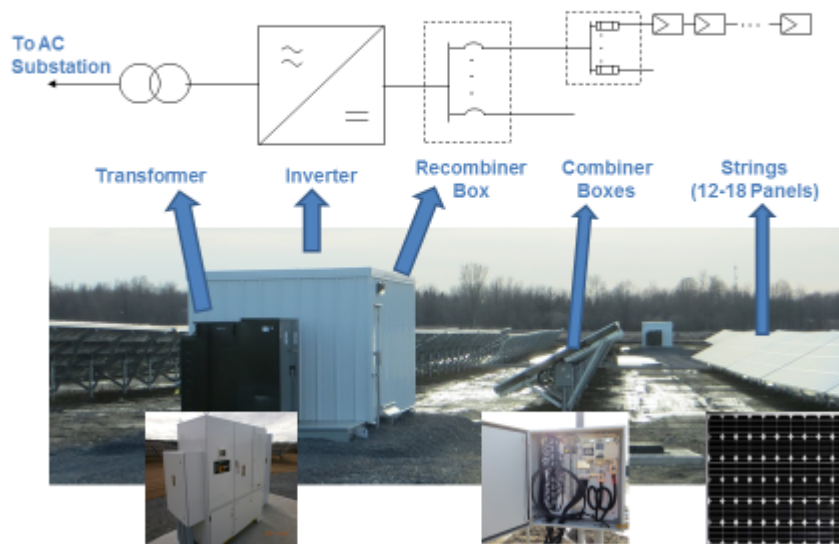 To AC
Substation
Transformer
Inverter
Recombiner
Box
Combiner
Boxes
Strings
(12-18 Panels)